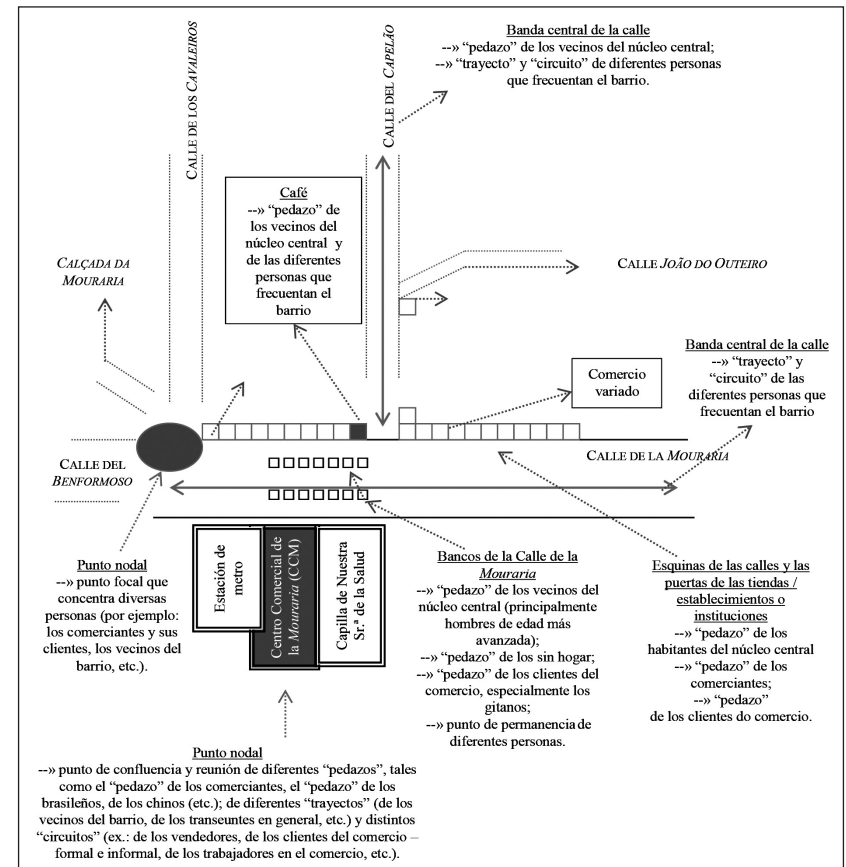 Banda central de la calle
--» “pedazo” de los vecinos del núcleo central;
--» “trayecto” y “circuito” de diferentes personas
que frecuentan el barrio.
CALLE DE LOS CAVALEIROS
CALLE DEL CAPELÃO
Café
--» “pedazo” de
los vecinos del
núcleo central y
de las diferentes
personas que
frecuentan el
barrio
CALÇADA DA
MOURARIA
CALLE JOÃO DO OUTEIRO
Banda central de la calle
--» “trayecto” y
“circuito” de las
diferentes personas que
frecuentan el barrio
Comercio
variado
CALLE DEL
BENFORMOSO
CALLE DE LA MOURARIA
Estación de
metro
Centro Comercial de
la Mouraria (CCM)
Capilla de Nuestra
Sr.ª de la Salud
Punto nodal
--» punto focal que
concentra diversas
personas (por ejemplo:
los comerciantes y sus
clientes, los vecinos del
barrio, etc.).
Bancos de la Calle de la
Mouraria
--» “pedazo” de los vecinos del
núcleo central (principalmente
hombres de edad más
avanzada);
--» “pedazo” de los sin hogar;
--» “pedazo” de los clientes del
comercio, especialmente los
gitanos;
--» punto de permanencia de
diferentes personas.
Esquinas de las calles y las
puertas de las tiendas /
establecimientos o
instituciones
--» “pedazo” de los
habitantes del núcleo central
--» “pedazo” de los
comerciantes;
--» “pedazo”
de los clientes do comercio.
Punto nodal
--» punto de confluencia y reunión de diferentes “pedazos”, tales
como el “pedazo” de los comerciantes, el “pedazo” de los
brasileños, de los chinos (etc.); de diferentes “trayectos” (de los
vecinos del barrio, de los transeuntes en general, etc.) y distintos
“circuitos” (ex.: de los vendedores, de los clientes del comercio –
formal e informal, de los trabajadores en el comercio, etc.).